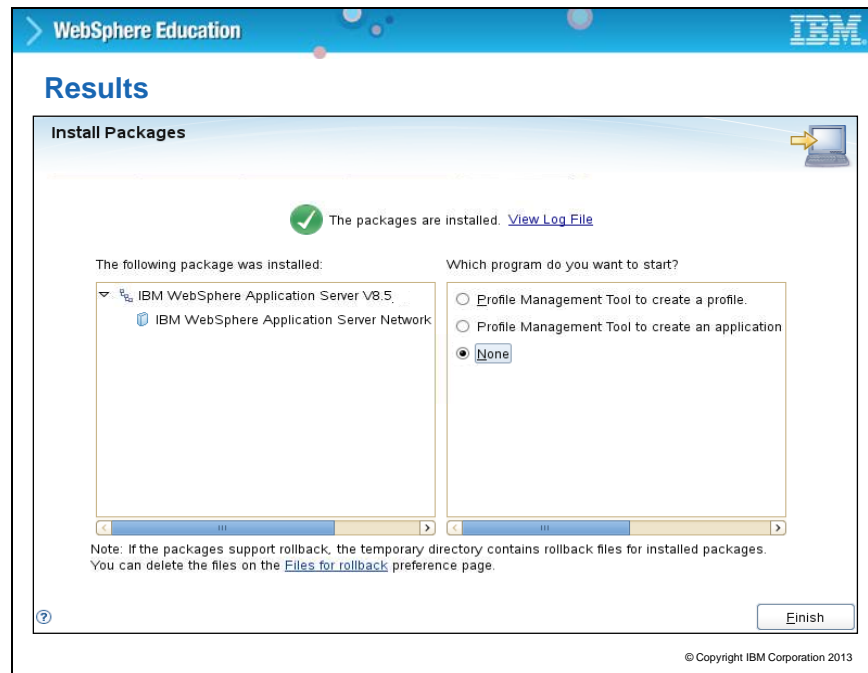 WebSphere Education
IBM
Results
Install Packages
The packages are installed. View Log File
The following package was installed:
IBM WebSphere Application Server V8.5
IBM WebSphere Application Server Network
Which program do you want to start?
Profile Management Tool to create a profile.
Profile Management Tool to create an application
None
Note: If the packages support rollback, the temporary directory contains rollback files for installed packages.
You can delete the files on the Files for rollback preference page.
?
Finish
© Copyright IBM Corporation 2013